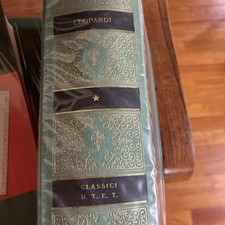 LEOPARDI
CLASSICI
U. T. E. T.